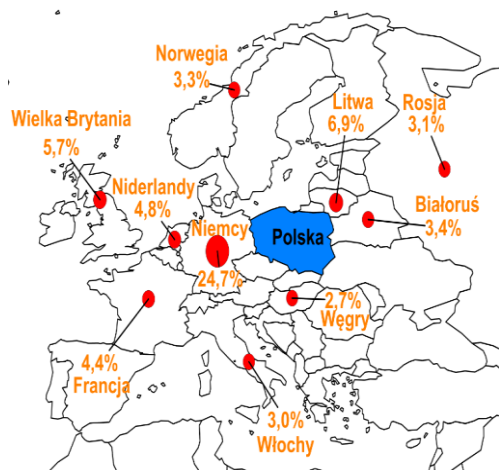 Norwegia
3,3%
Wielka Brytania
5,7%
Litwa
6,9%
Rosja
3,1%
Niderlandy
4,8%
Niemcy
24,7%
Polska
Białoruś
3,4%
2,7%
Węgry
4,4%
Francja
3,0%
Włochy